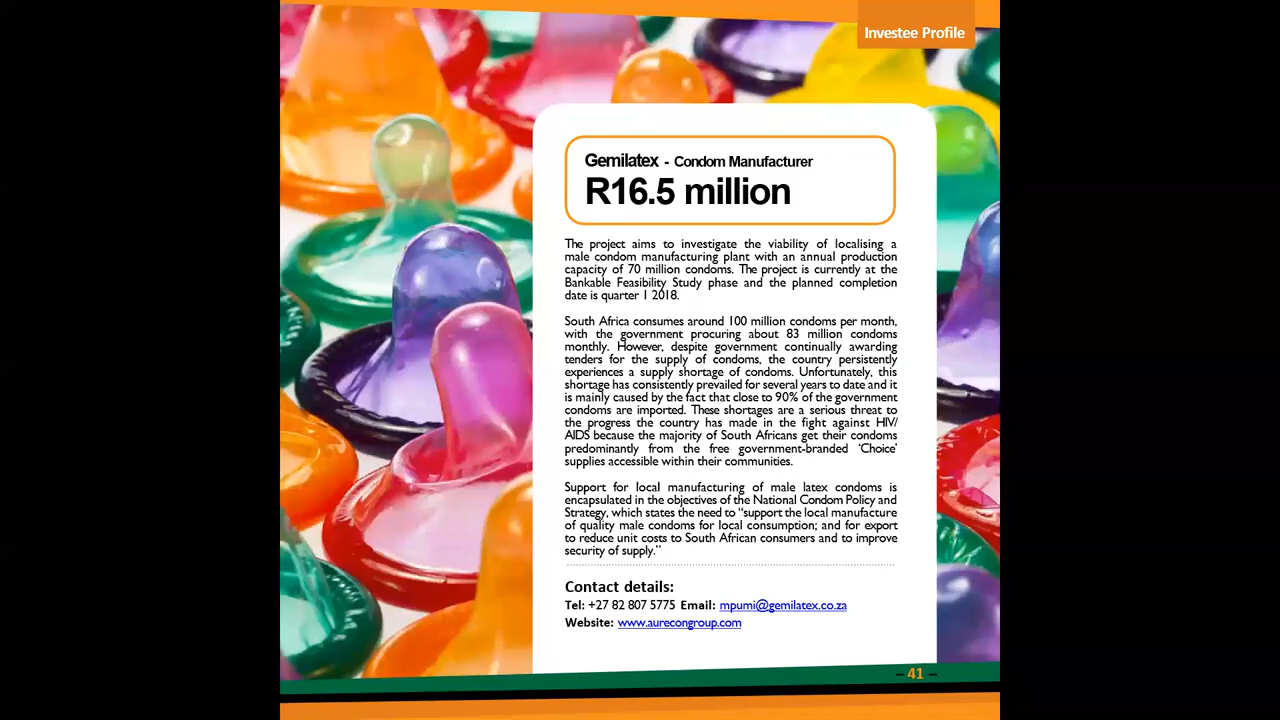 Investee Profile
Gemilatex - Condom Manufacturer
R16.5 million
The project aims to investigate the viability of localising a
male condom manufacturing plant with an annual production
capacity of 70 million condoms. The project is currently at the
Bankable Feasibility Study phase and the planned completion
date is quarter 1 2018.
South Africa consumes around 100 million condoms per month,
with the government procuring about 83 million condoms
monthly. However, despite government continually awarding
tenders for the supply of condoms, the country persistently
experiences a supply shortage of condoms. Unfortunately, this
shortage has consistently prevailed for several years to date and it
is mainly caused by the fact that close to 90% of the government
condoms are imported. These shortages are a serious threat to
the progress the country has made in the fight against HIV/
AIDS because the majority of South Africans get their condoms
predominantly from the free government-branded ‘Choice’
supplies accessible within their communities.
Support for local manufacturing of male latex condoms is
encapsulated in the objectives of the National Condom Policy and
Strategy, which states the need to “support the local manufacture
of quality male condoms for local consumption; and for export
to reduce unit costs to South African consumers and to improve
security of supply.”
Contact details:
Tel: +27 82 807 5775 Email: mpumi@gemilatex.co.za
Website: www.aurecongroup.com
– 41 –